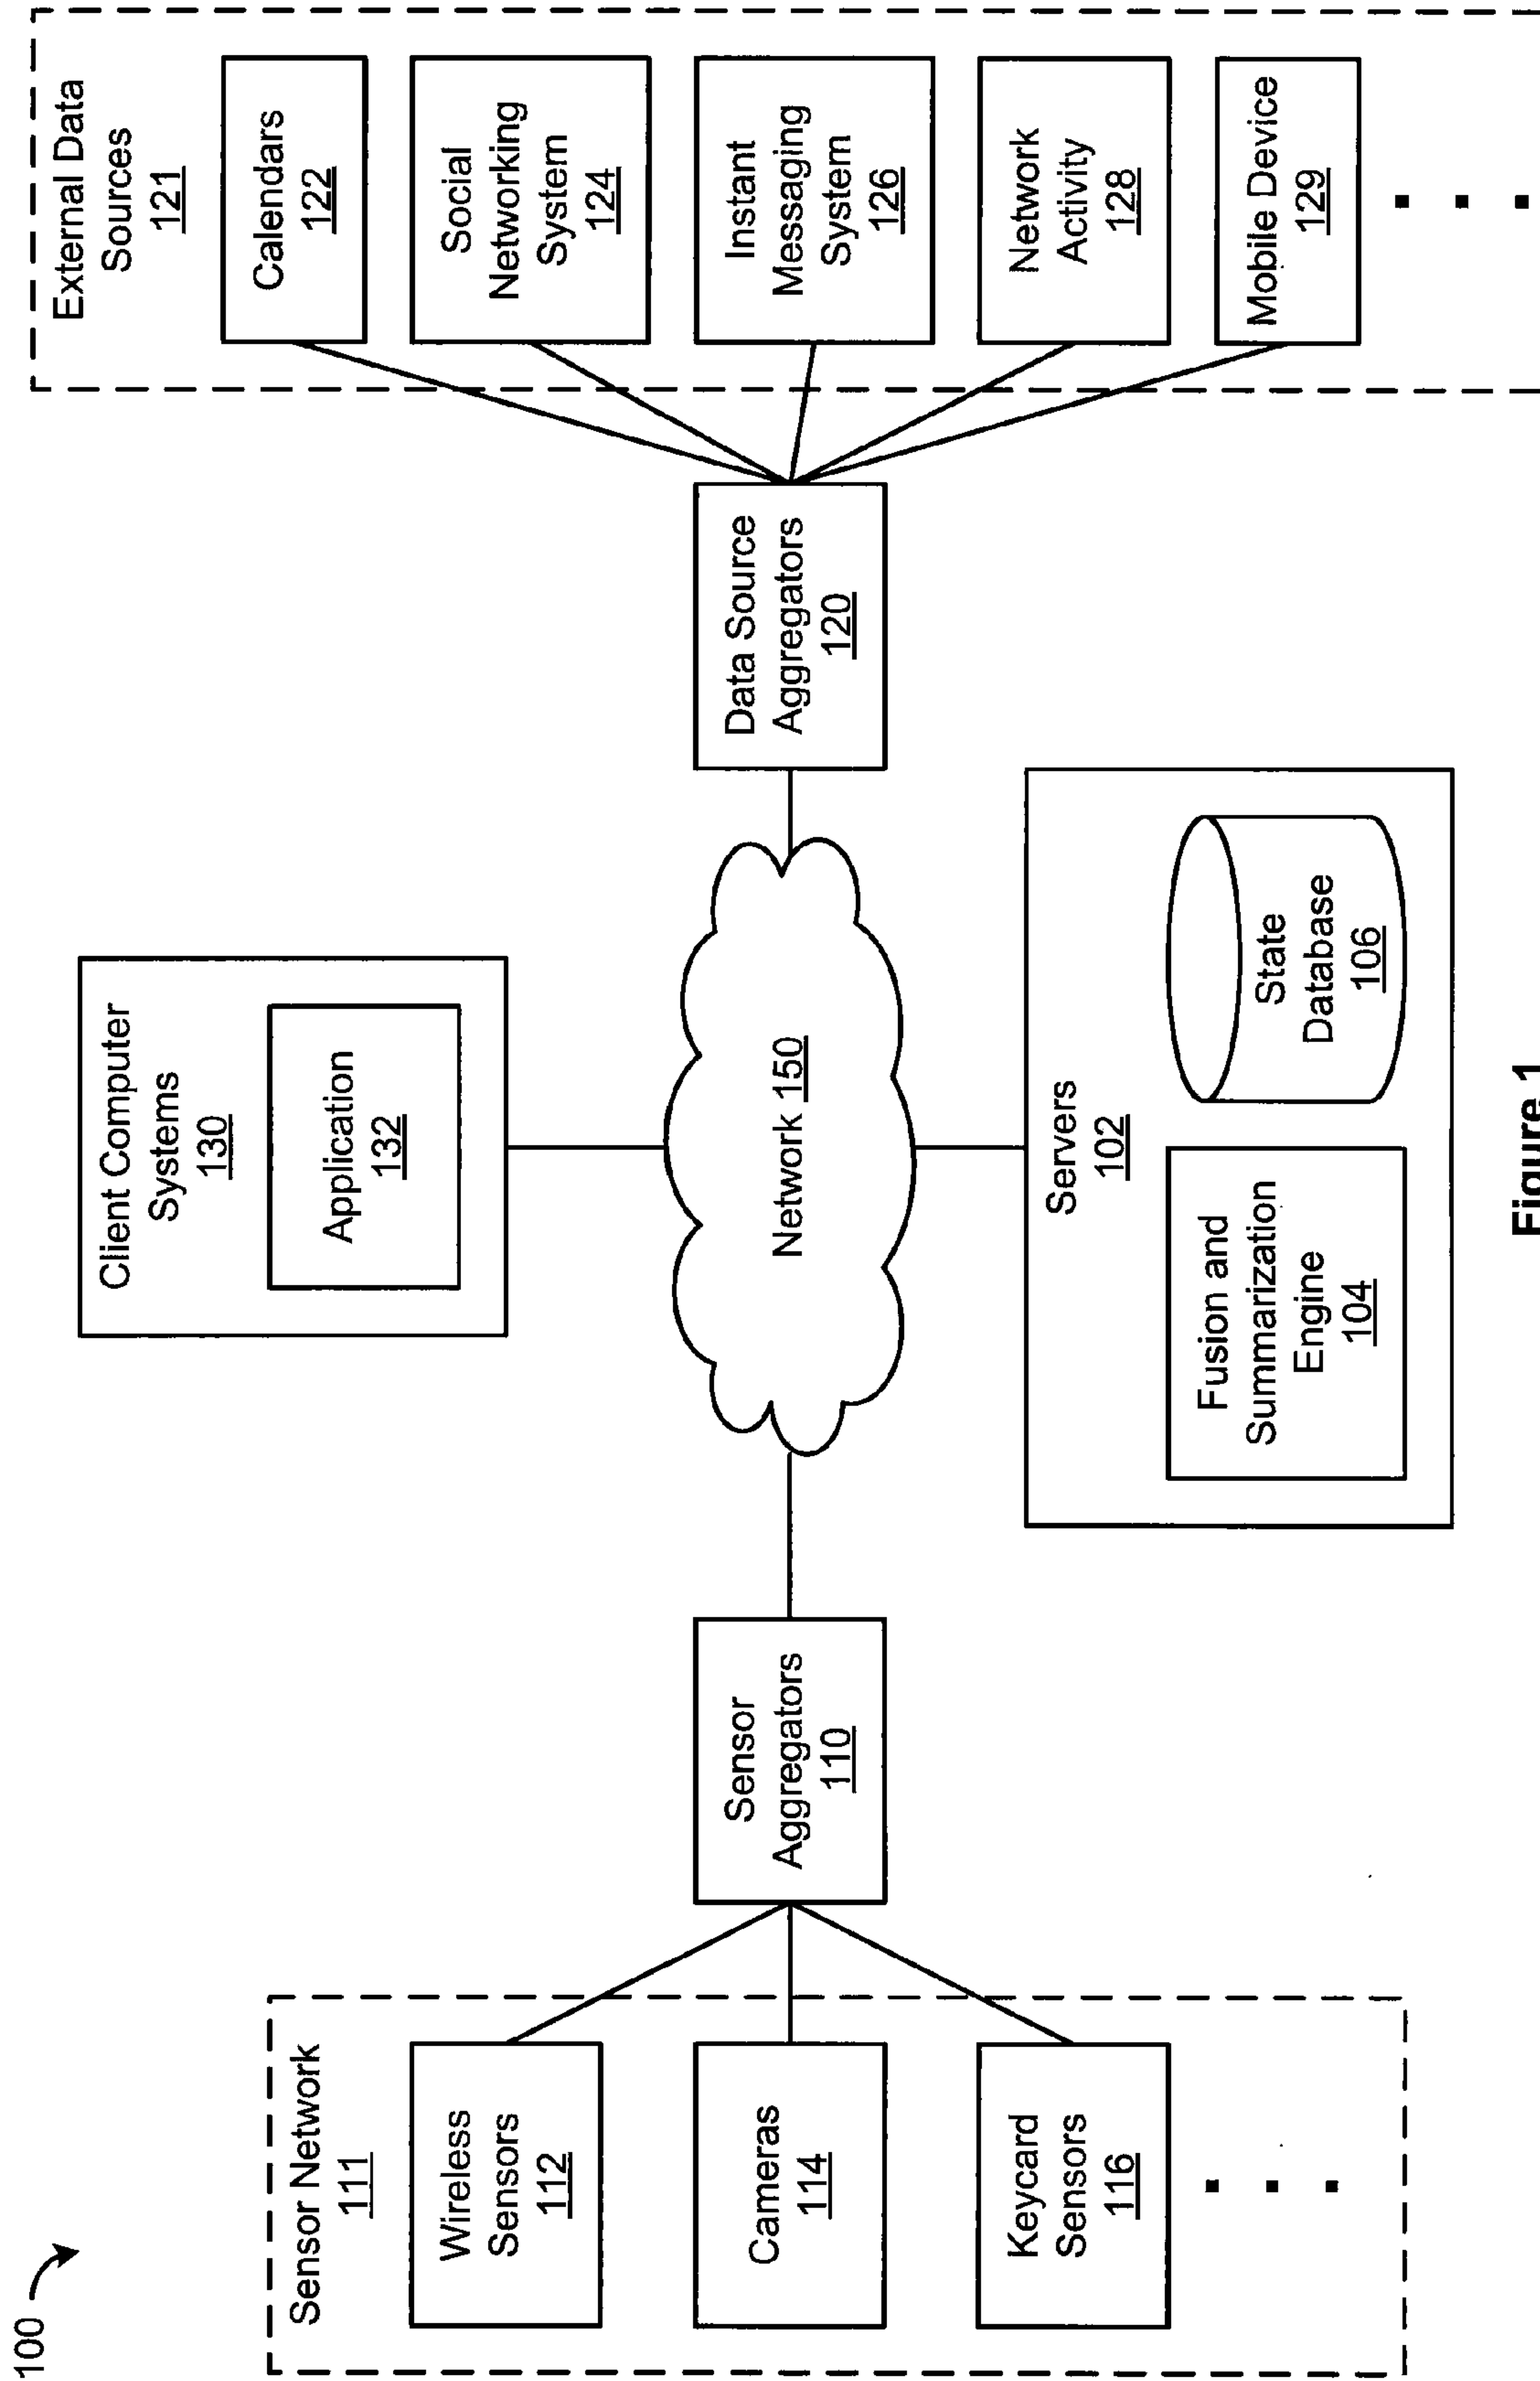 100
Sensor Network
111
Wireless
Sensors
112
Cameras
114
Keycard
Sensors
116
Sensor
Aggregators
110
Client Computer
Systems
130
Application
132
Network 150
Servers
102
Fusion and
Summarization
Engine
104
State
Database
106
Data Source
Aggregators
120
External Data
Sources
121
Calendars
122
Social
Networking
System
124
Instant
Messaging
System
126
Network
Activity
128
Mobile Device
129
Figure 1